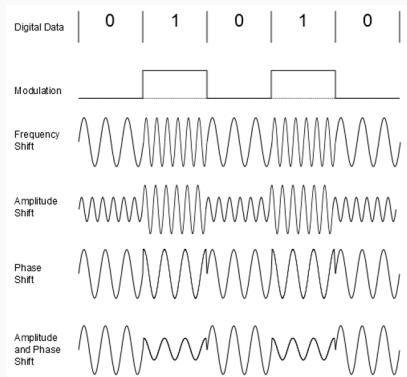 Digital Data 0 1 0 1 0
Modulation
Frequency
Shift
Amplitude
Shift
Phase
Shift
Amplitude
and Phase
Shift